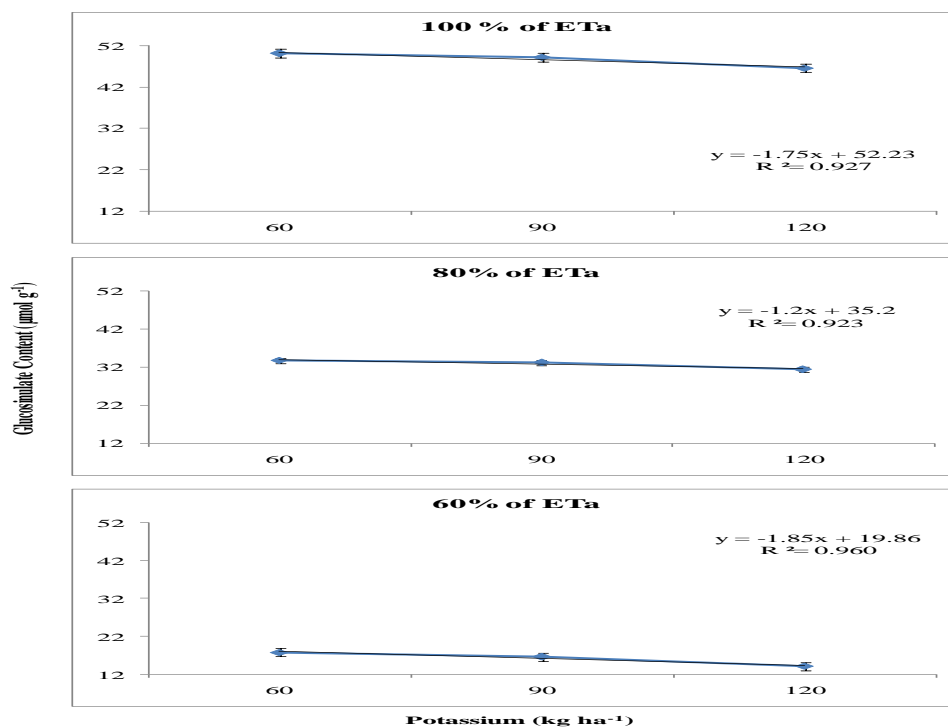 100 % of ETa
52
42
32
22
12
y = -1.75x + 52.23
R ²= 0.927
60 90 120
80% of ETa
52
42
32
22
12
y = -1.2x + 35.2
R ²= 0.923
60 90 120
Glucosinulate Content (µmol g-1)
60% of ETa
52
42
32
22
12
y = -1.85x + 19.86
R ²= 0.960
60 90 120
Potassium (kg ha-1)